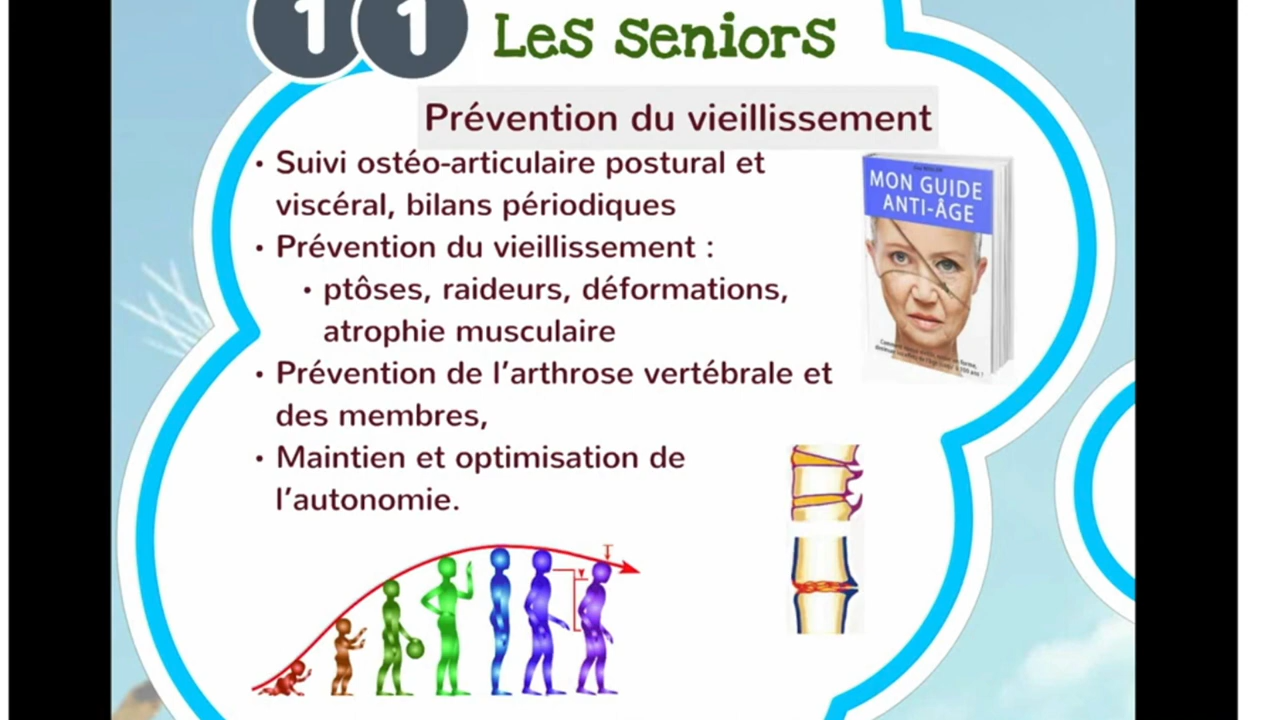 11 Les seniors
Prévention du vieillissement
• Suivi ostéo-articulaire postural et
viscéral, bilans périodiques
• Prévention du vieillissement :
• ptôses, raideurs, déformations,
atrophie musculaire
• Prévention de l'arthrose vertébrale et
des membres,
• Maintien et optimisation de
l'autonomie.
MON GUIDE
ANTI-ÂGE